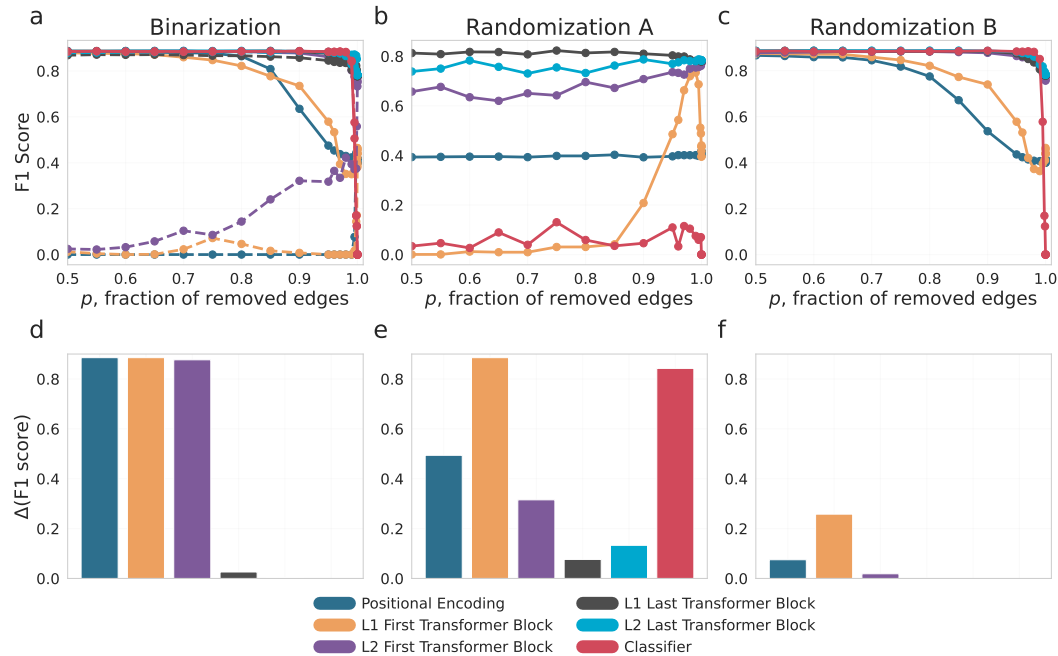 a Binarization
b Randomization A
c Randomization B
F1 Score
0.8
0.6
0.4
0.2
0.0
0.5 0.6 0.7 0.8 0.9 1.0
p, fraction of removed edges
0.8
0.6
0.4
0.2
0.0
0.5 0.6 0.7 0.8 0.9 1.0
p, fraction of removed edges
0.8
0.6
0.4
0.2
0.0
0.5 0.6 0.7 0.8 0.9 1.0
p, fraction of removed edges
d
Δ(F1 score)
0.8
0.6
0.4
0.2
0.0
e
0.8
0.6
0.4
0.2
0.0
f
0.8
0.6
0.4
0.2
0.0
Positional Encoding
L1 First Transformer Block
L2 First Transformer Block
L1 Last Transformer Block
L2 Last Transformer Block
Classifier